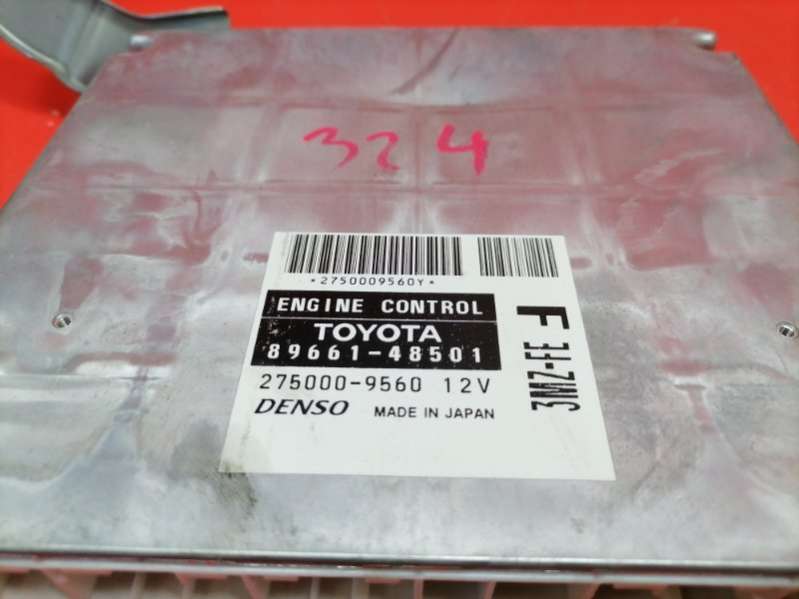 324
*2750009560Y*
ENGINE CONTROL
TOYOTA
89661-48501
275000-9560 12V
DENSO MADE IN JAPAN
3MZ-FE F